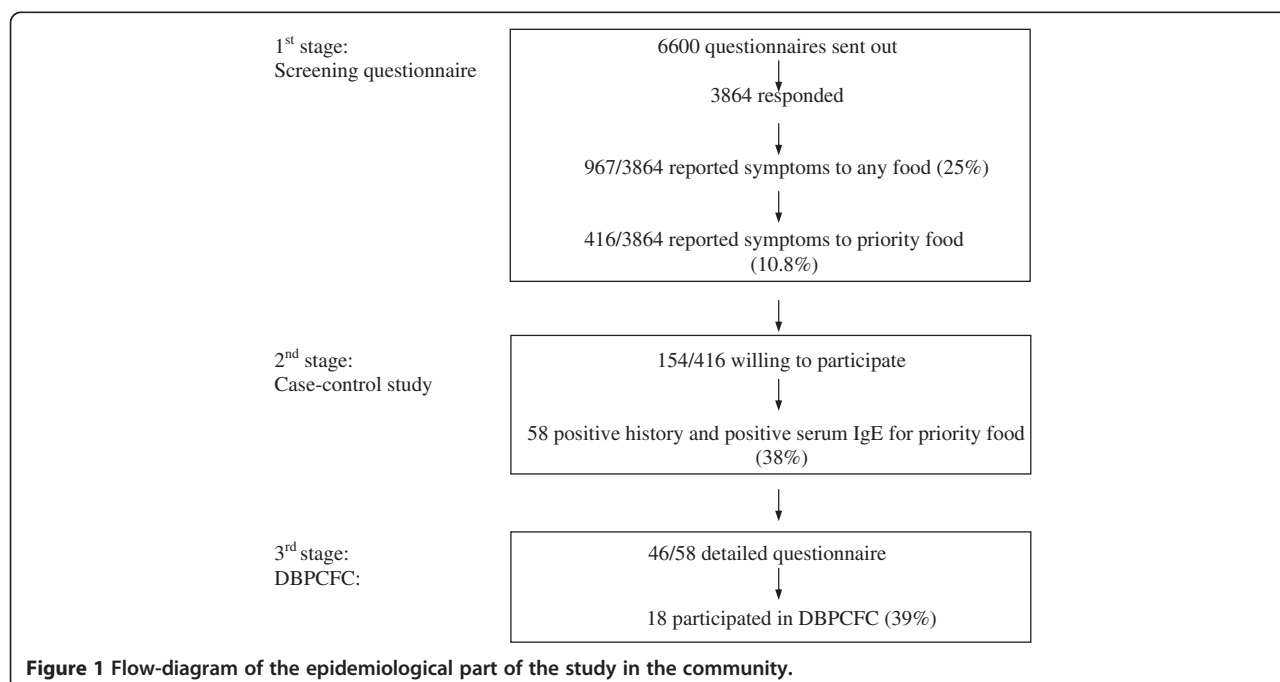 1st stage:
Screening questionnaire
6600 questionnaires sent out
3864 responded
967/3864 reported symptoms to any food (25%)
416/3864 reported symptoms to priority food
(10.8%)
2nd stage:
Case-control study
154/416 willing to participate
58 positive history and positive serum IgE for priority food
(38%)
3rd stage:
DBPCFC:
46/58 detailed questionnaire
18 participated in DBPCFC (39%)
Figure 1 Flow-diagram of the epidemiological part of the study in the community.